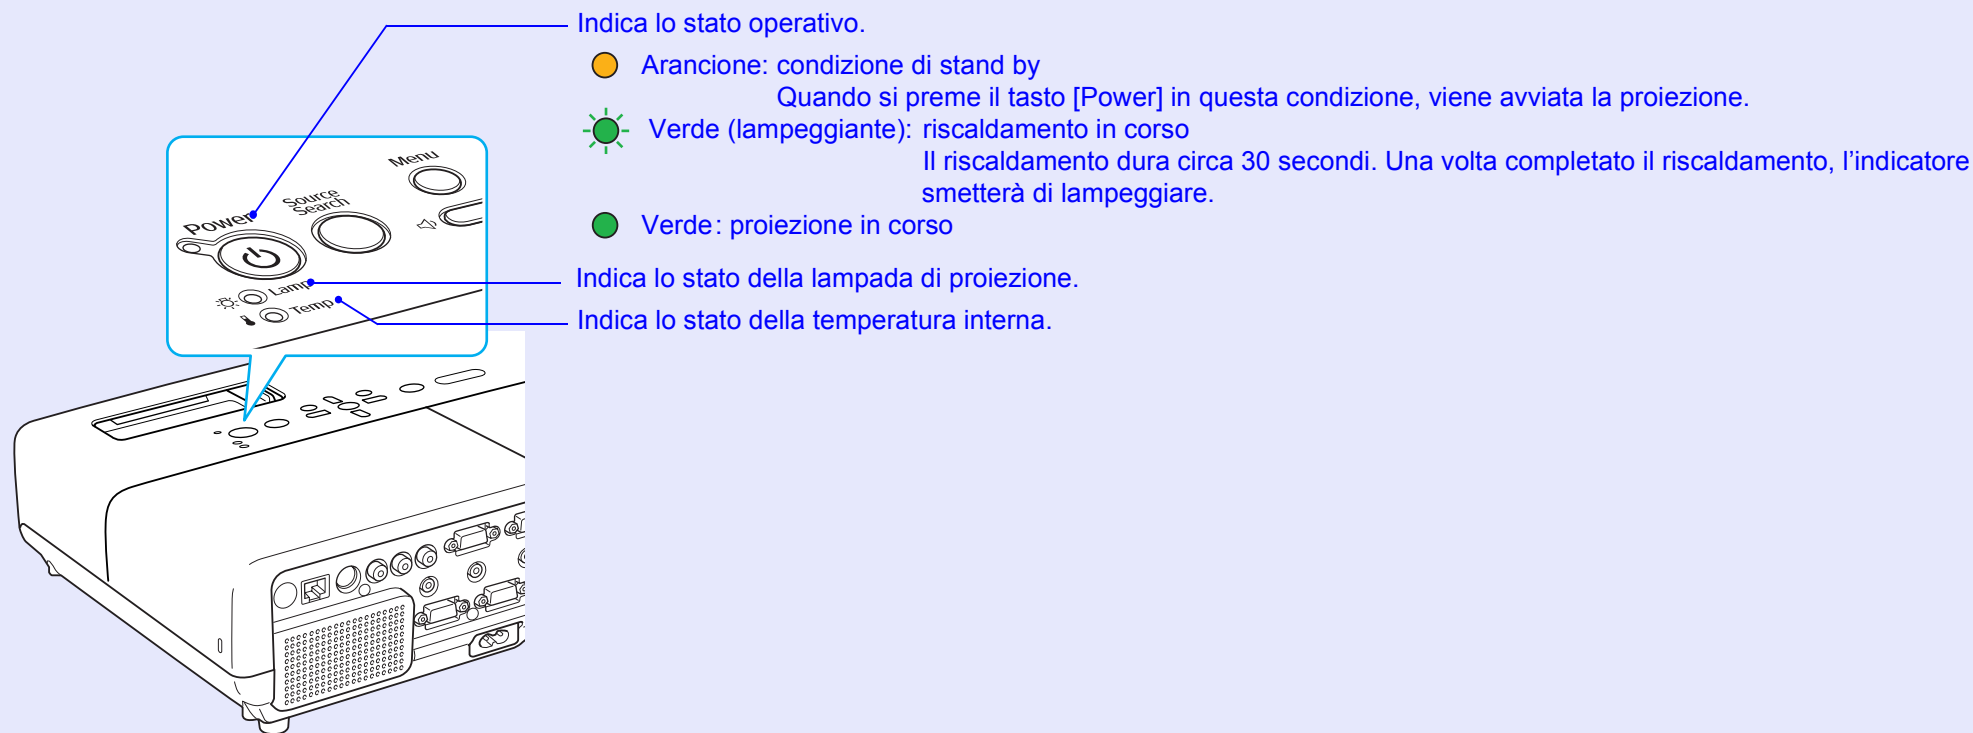 Indica lo stato operativo.
Arancione: condizione di stand by
Quando si preme il tasto [Power] in questa condizione, viene avviata la proiezione.
Verde (lampeggiante): riscaldamento in corso
Il riscaldamento dura circa 30 secondi. Una volta completato il riscaldamento, l’indicatore
smetterà di lampeggiare.
Verde: proiezione in corso
Indica lo stato della lampada di proiezione.
Indica lo stato della temperatura interna.
Menu
Source
Search
Power
Lamp
Temp